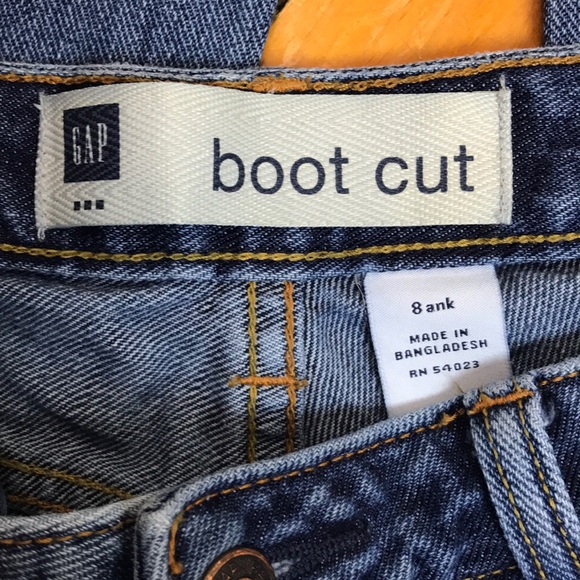 GAP
boot cut
8 ank
MADE IN
BANGLADESH
RN 54023